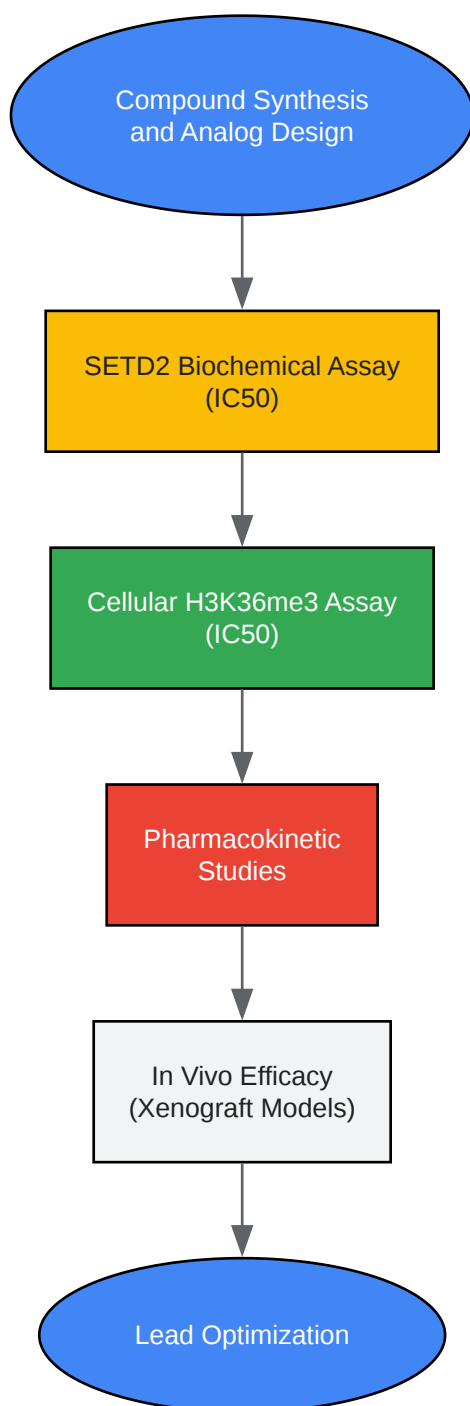 Compound Synthesis
and Analog Design
SETD2 Biochemical Assay
(IC50)
Cellular H3K36me3 Assay
(IC50)
Pharmacokinetic
Studies
In Vivo Efficacy
(Xenograft Models)
Lead Optimization